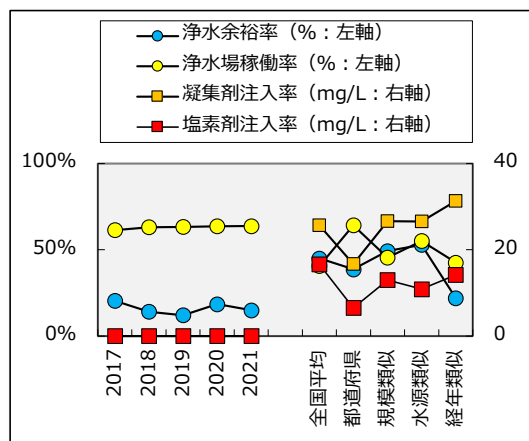 浄水余裕率（%：左軸）
浄水場稼働率（%：左軸）
凝集剤注入率（mg/L：右軸）
塩素剤注入率（mg/L：右軸）
100%
40
50%
20
0%
0
2017
2018
2019
2020
2021
全国平均
都道府県
規模類似
水源類似
経年類似